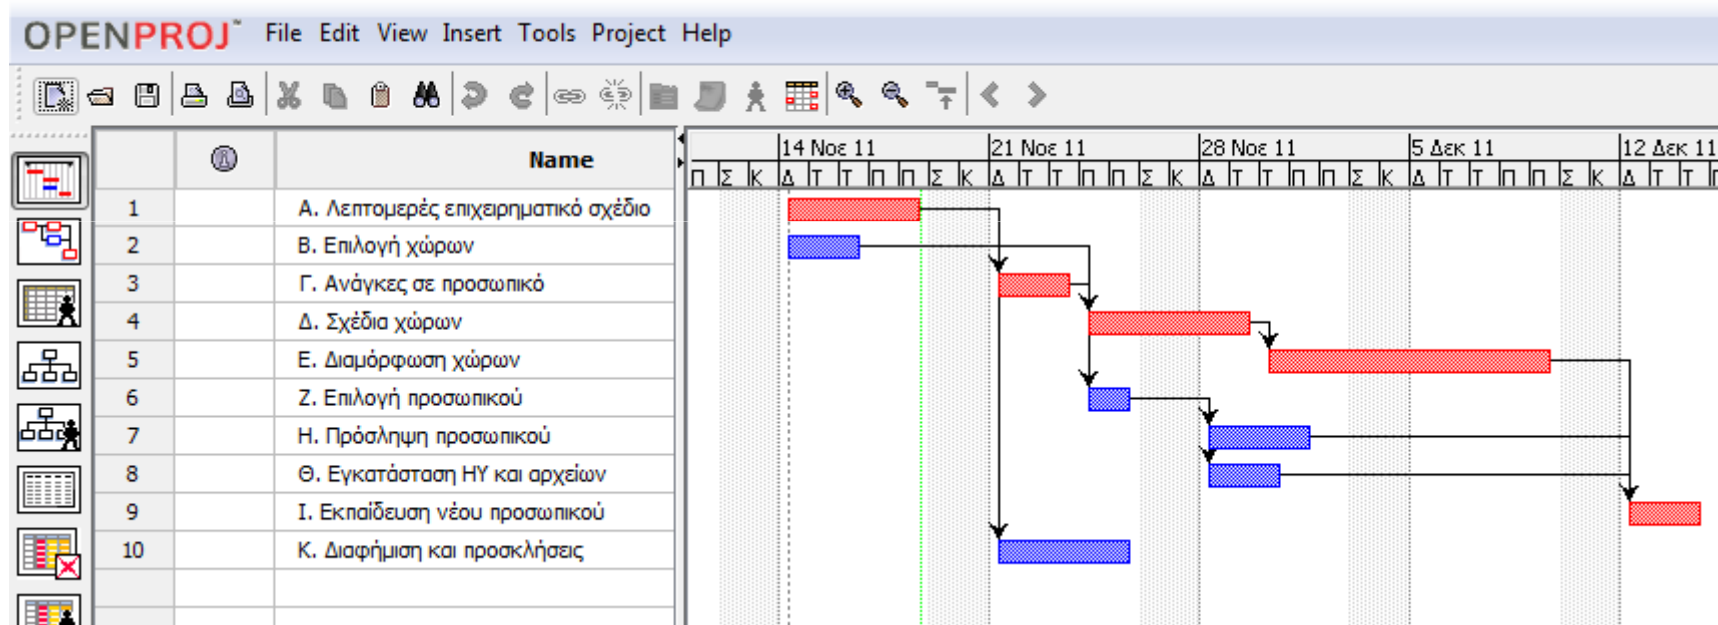 OPENPROJ™ File Edit View Insert Tools Project Help
Name
14 Νοε 11 21 Νοε 11 28 Νοε 11 5 Δεκ 11 12 Δεκ 11
Π Σ Κ Δ Τ Τ Π Π Σ Κ Δ Τ Τ Π Π Σ Κ Δ Τ Τ Π Π Σ Κ Δ Τ Τ Π Π Σ Κ Δ Τ Τ
1 Α. Λεπτομερές επιχειρηματικό σχέδιο
2 Β. Επιλογή χώρων
3 Γ. Ανάγκες σε προσωπικό
4 Δ. Σχέδια χώρων
5 Ε. Διαμόρφωση χώρων
6 Ζ. Επιλογή προσωπικού
7 Η. Πρόσληψη προσωπικού
8 Θ. Εγκατάσταση ΗΥ και αρχείων
9 Ι. Εκπαίδευση νέου προσωπικού
10 Κ. Διαφήμιση και προσκλήσεις